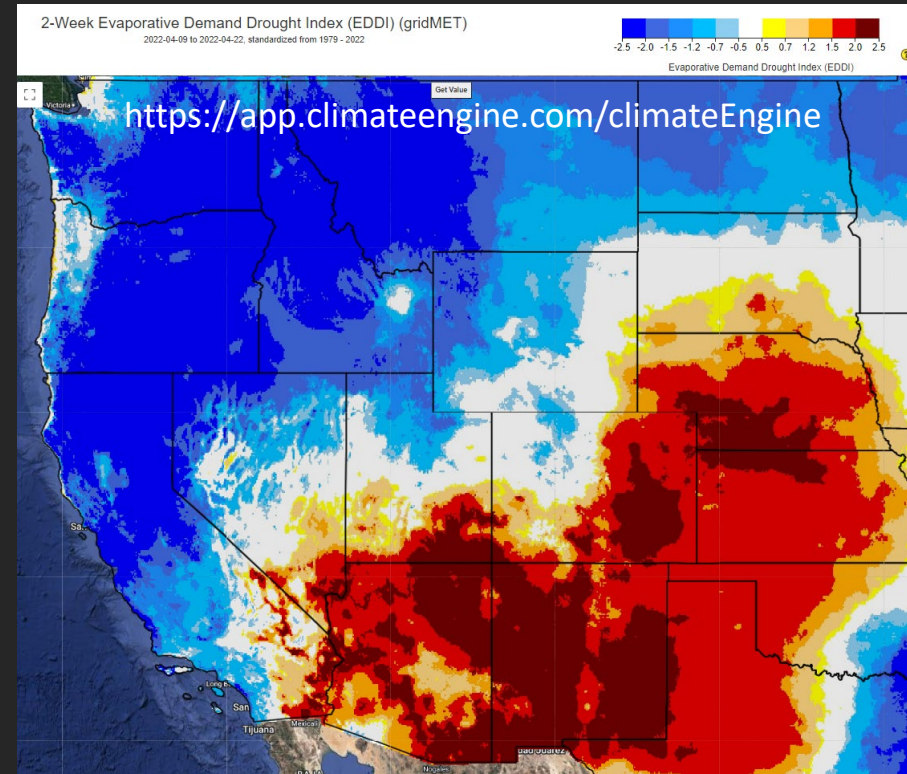 2-Week Evaporative Demand Drought Index (EDDI) (gridMET)
2022-04-09 to 2022-04-22, standardized from 1979 - 2022
-2.5 -2.0 -1.5 -1.2 -0.7 -0.5 0.5 0.7 1.2 1.5 2.0 2.5
Evaporative Demand Drought Index (EDDI)
Get Value
Victoria
https://app.climateengine.com/climateEngine
Long B
San
Tijuana
Mexicali
Nogales